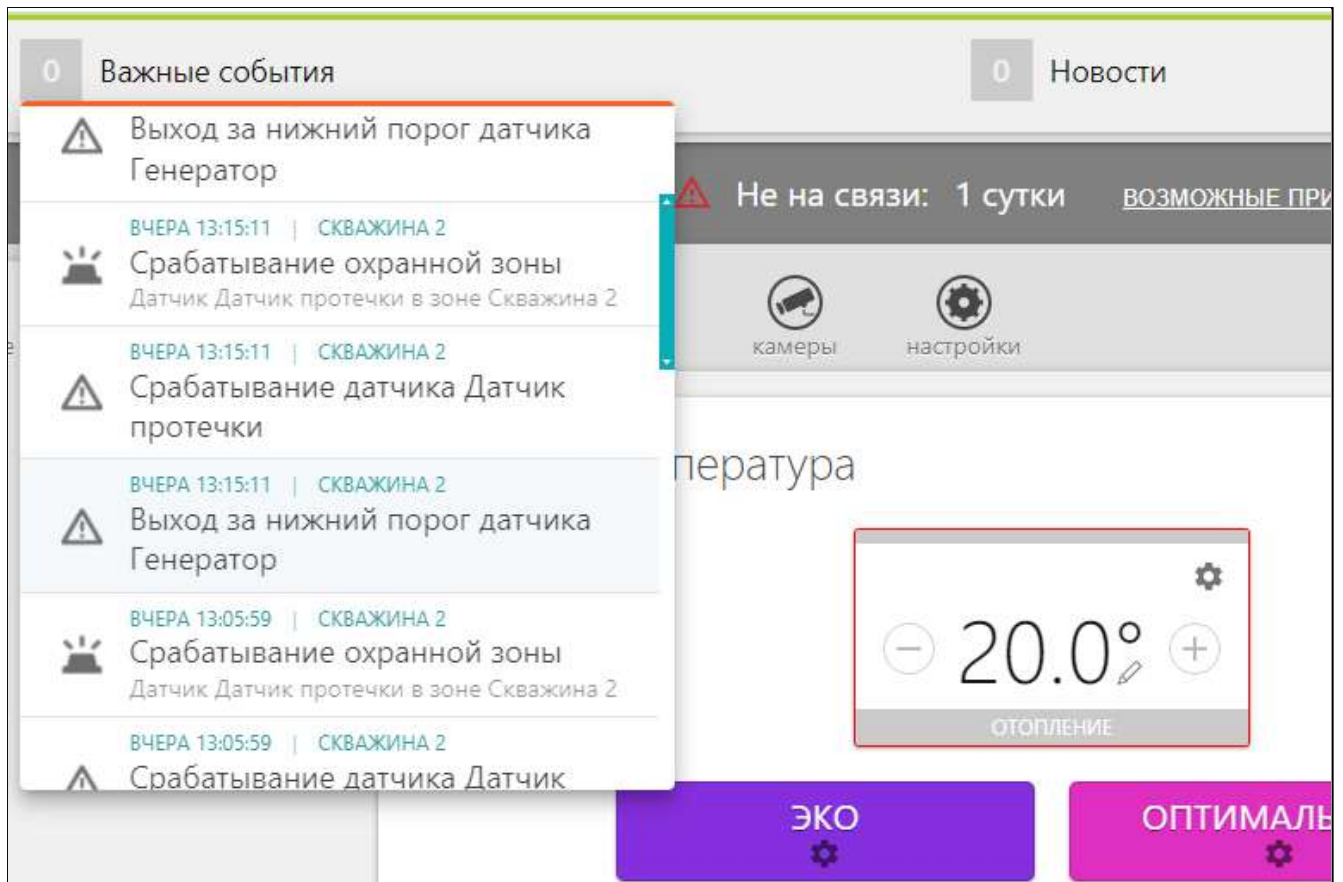 0 Важные события
0 Новости
Выход за нижний порог датчика
Генератор
ВЧЕРА 13:15:11 | СКВАЖИНА 2
Срабатывание охранной зоны
Датчик Датчик протечки в зоне Скважина 2
ВЧЕРА 13:15:11 | СКВАЖИНА 2
Срабатывание датчика Датчик
протечки
ВЧЕРА 13:15:11 | СКВАЖИНА 2
Выход за нижний порог датчика
Генератор
ВЧЕРА 13:05:59 | СКВАЖИНА 2
Срабатывание охранной зоны
Датчик Датчик протечки в зоне Скважина 2
ВЧЕРА 13:05:59 | СКВАЖИНА 2
Срабатывание датчика Датчик
Не на связи: 1 сутки ВОЗМОЖНЫЕ ПРИ
камеры настройки
пература
20.0°
ОТОПЛЕНИЕ
ЭКО
ОПТИМАЛЬ